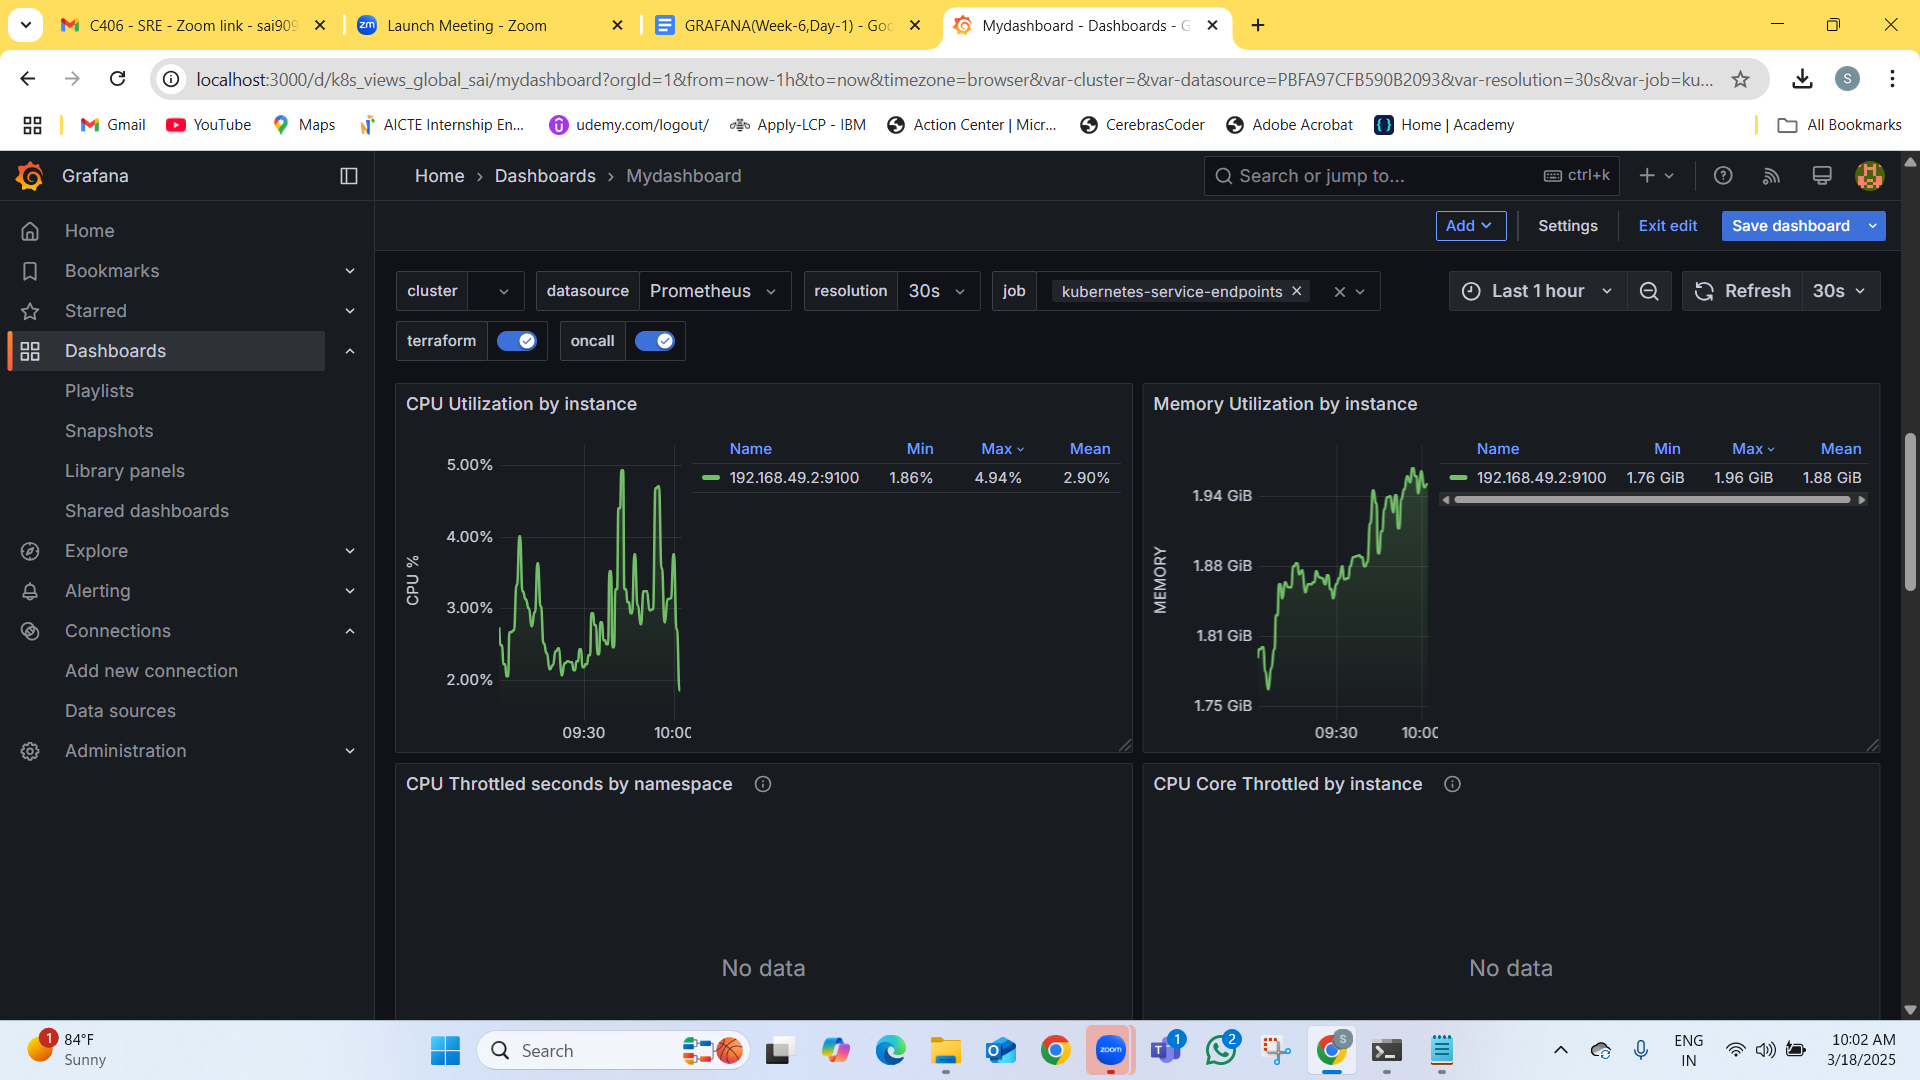 C406 - SRE - Zoom link - sai909
Launch Meeting - Zoom
GRAFANA(Week-6,Day-1) - Goo
Mydashboard - Dashboards - G
localhost:3000/d/k8s_views_global_sai/mydashboard?orgId=1&from=now-1h&to=now&timezone=browser&var-cluster=&var-datasource=PBFA97CFB590B2093&var-resolution=30s&var-job=ku...
S
Gmail
YouTube
Maps
AICTE Internship En...
udemy.com/logout/
Apply-LCP - IBM
Action Center | Micr...
CerebrasCoder
Adobe Acrobat
Home | Academy
All Bookmarks
Grafana
Home › Dashboards › Mydashboard
Search or jump to...
ctrl+k
Add
Settings
Exit edit
Save dashboard
Home
Bookmarks
Starred
Dashboards
Playlists
Snapshots
Library panels
Shared dashboards
Explore
Alerting
Connections
Add new connection
Data sources
Administration
cluster
datasource Prometheus
resolution 30s
job kubernetes-service-endpoints
Last 1 hour
Refresh 30s
terraform
oncall
CPU Utilization by instance
CPU %
5.00%
4.00%
3.00%
2.00%
09:30 10:00
Name Min Max Mean
192.168.49.2:9100 1.86% 4.94% 2.90%
Memory Utilization by instance
MEMORY
1.94 GiB
1.88 GiB
1.81 GiB
1.75 GiB
09:30 10:00
Name Min Max Mean
192.168.49.2:9100 1.76 GiB 1.96 GiB 1.88 GiB
CPU Throttled seconds by namespace
No data
CPU Core Throttled by instance
No data
1
84°F
Sunny
Search
zoom
1
2
S
ENG
IN
10:02 AM
3/18/2025